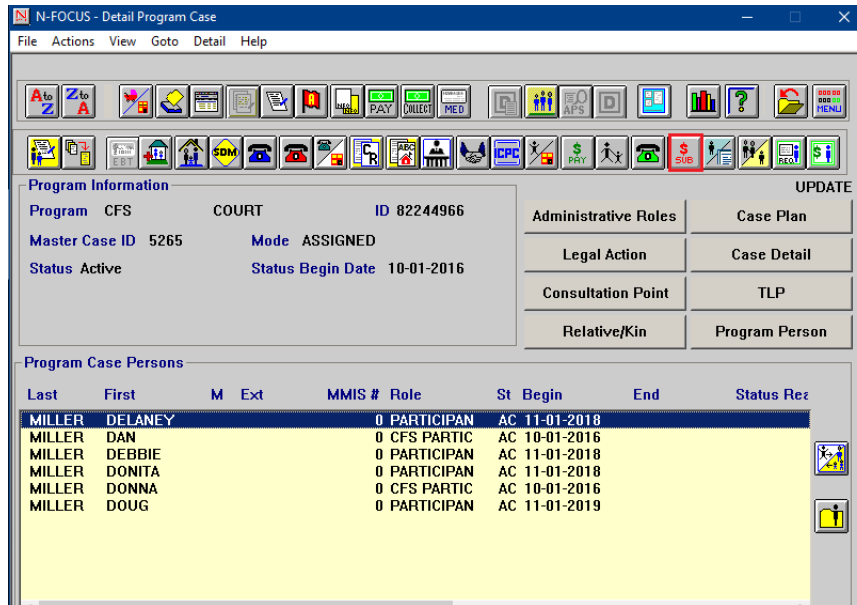 N-FOCUS - Detail Program Case
File Actions View Goto Detail Help
A to Z Z to A PAY COLLECT MED APS D ? MENU
EBT SDM CR ABC ICPC $ PAY $ SUB REQ $
Program Information
UPDATE
Program CFS COURT ID 82244966
Master Case ID 5265 Mode ASSIGNED
Status Active Status Begin Date 10-01-2016
Administrative Roles Case Plan
Legal Action Case Detail
Consultation Point TLP
Relative/Kin Program Person
Program Case Persons
Last First M Ext MMIS # Role St Begin End Status Rea
MILLER DELANEY 0 PARTICIPAN AC 11-01-2018
MILLER DAN 0 CFS PARTIC AC 10-01-2016
MILLER DEBBIE 0 PARTICIPAN AC 11-01-2018
MILLER DONITA 0 PARTICIPAN AC 11-01-2018
MILLER DONNA 0 CFS PARTIC AC 10-01-2016
MILLER DOUG 0 PARTICIPAN AC 11-01-2019